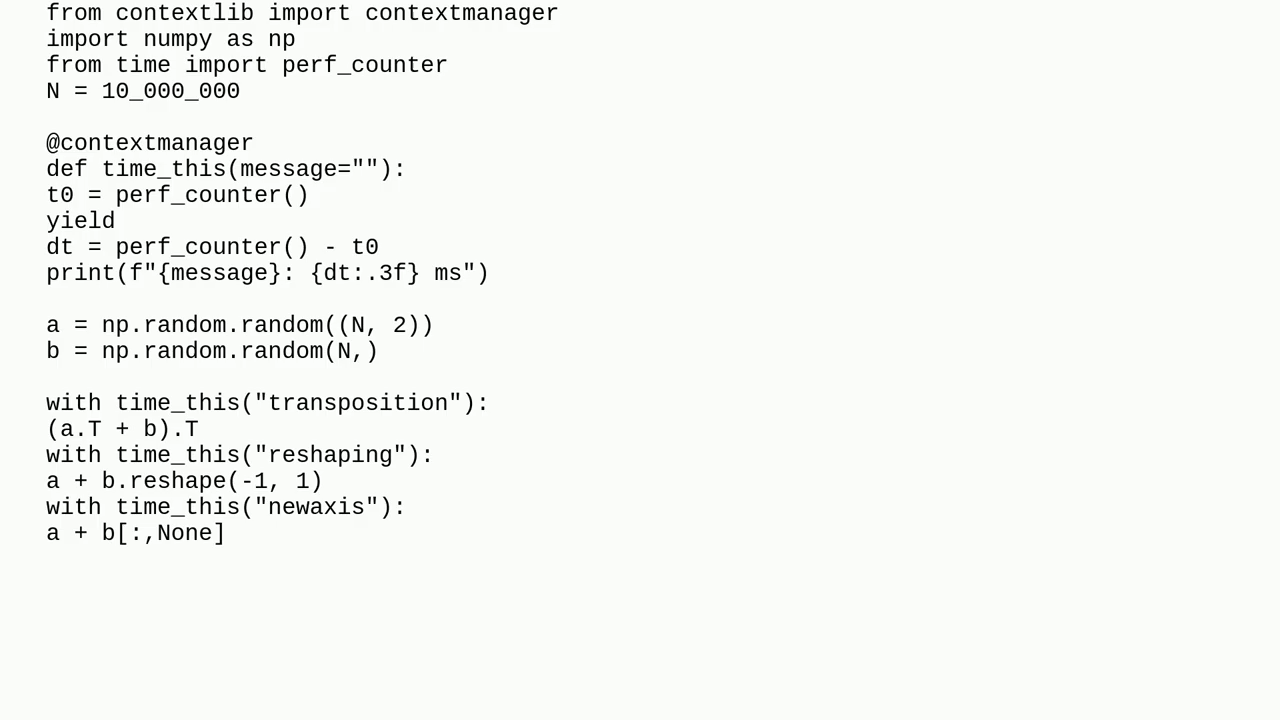 from contextlib import contextmanager
import numpy as np
from time import perf_counter
N = 10_000_000

@contextmanager
def time_this(message=""):
t0 = perf_counter()
yield
dt = perf_counter() - t0
print(f"{message}: {dt:.3f} ms")

a = np.random.random((N, 2))
b = np.random.random(N,)

with time_this("transposition"):
(a.T + b).T
with time_this("reshaping"):
a + b.reshape(-1, 1)
with time_this("newaxis"):
a + b[:,None]